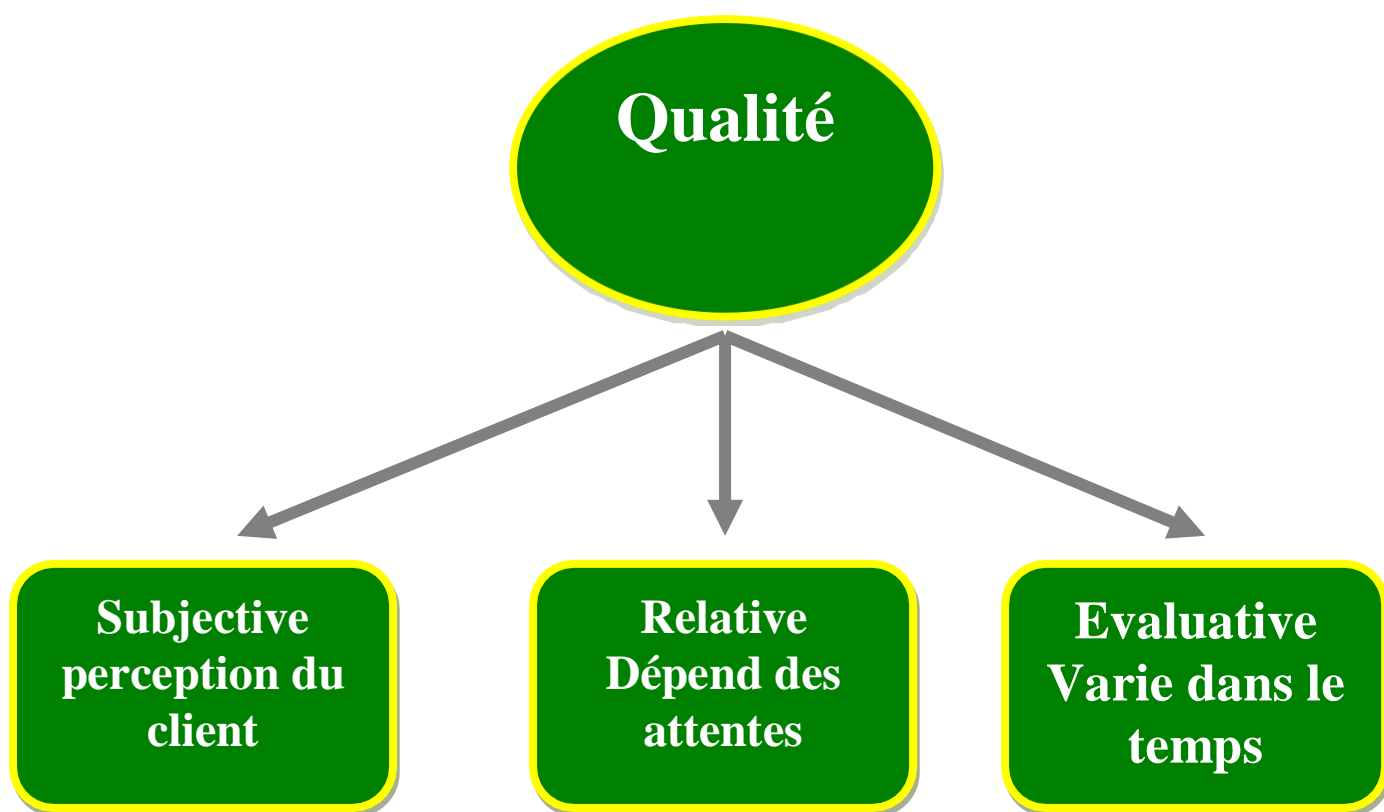 Qualité
Subjective
perception du
client
Relative
Dépend des
attentes
Evaluative
Varie dans le
temps